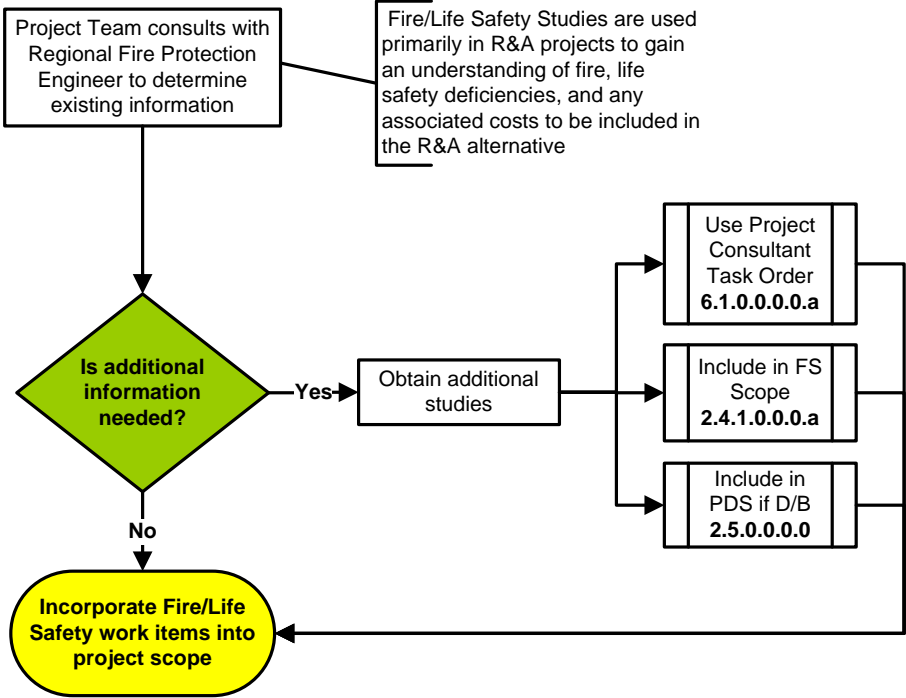 Project Team consults with
Regional Fire Protection
Engineer to determine
existing information
Fire/Life Safety Studies are used
primarily in R&A projects to gain
an understanding of fire, life
safety deficiencies, and any
associated costs to be included in
the R&A alternative
Is additional
information
needed?
Yes
Obtain additional
studies
Use Project
Consultant
Task Order
6.1.0.0.0.a
Include in FS
Scope
2.4.1.0.0.0.a
Include in
PDS if D/B
2.5.0.0.0.0
No
Incorporate Fire/Life
Safety work items into
project scope